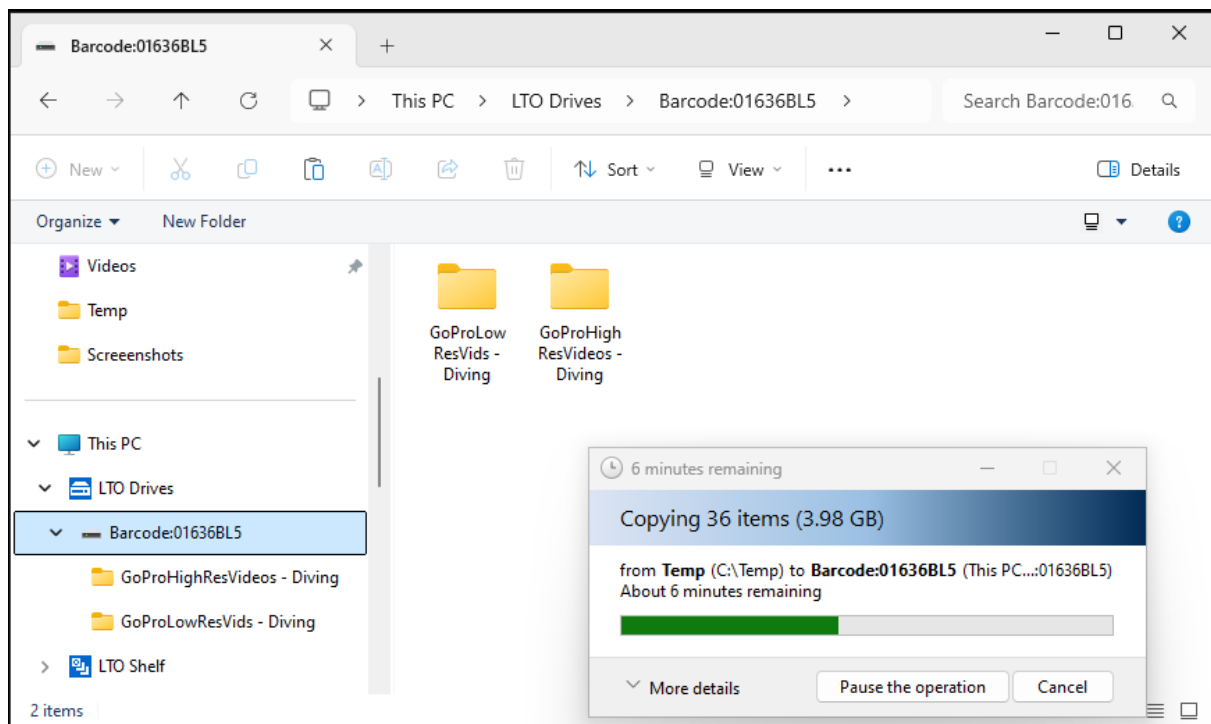 Barcode:01636BL5
This PC > LTO Drives > Barcode:01636BL5 >
Search Barcode:016
New
Sort
View
Details
Organize
New Folder
Videos
Temp
Screeenshots
This PC
LTO Drives
Barcode:01636BL5
GoProHighResVideos - Diving
GoProLowResVids - Diving
LTO Shelf
2 items
GoProLow
ResVids -
Diving
GoProHigh
ResVideos -
Diving
6 minutes remaining
Copying 36 items (3.98 GB)
from Temp (C:\Temp) to Barcode:01636BL5 (This PC...:01636BL5)
About 6 minutes remaining
More details
Pause the operation
Cancel